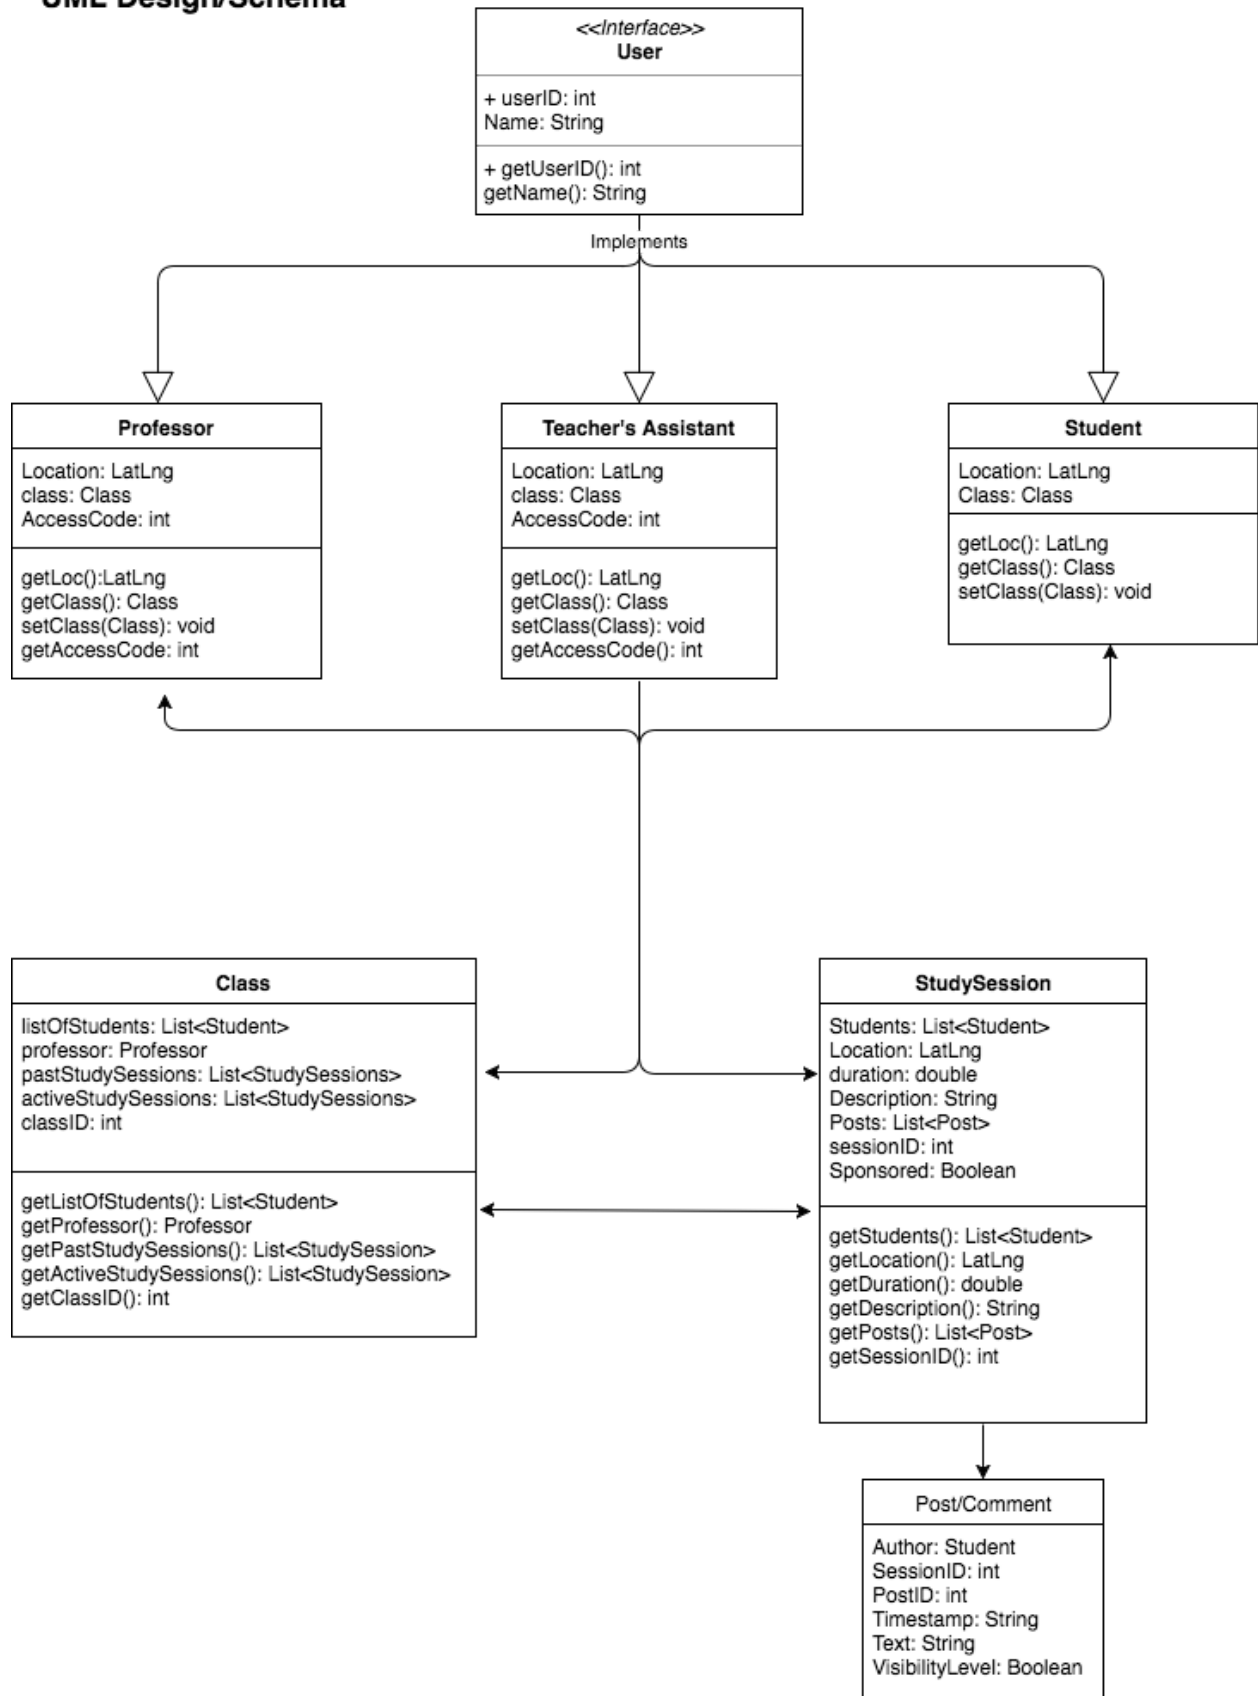 UML Design/Schema
<<Interface>>
User
+ userID: int
Name: String
+ getUserID(): int
getName(): String
Implements
Professor
Location: LatLng
class: Class
AccessCode: int
getLoc():LatLng
getClass(): Class
setClass(Class): void
getAccessCode: int
Teacher's Assistant
Location: LatLng
class: Class
AccessCode: int
getLoc(): LatLng
getClass(): Class
setClass(Class): void
getAccessCode(): int
Student
Location: LatLng
Class: Class
getLoc(): LatLng
getClass(): Class
setClass(Class): void
Class
listOfStudents: List<Student>
professor: Professor
pastStudySessions: List<StudySessions>
activeStudySessions: List<StudySessions>
classID: int
getListOfStudents(): List<Student>
getProfessor(): Professor
getPastStudySessions(): List<StudySession>
getActiveStudySessions(): List<StudySession>
getClassID(): int
StudySession
Students: List<Student>
Location: LatLng
duration: double
Description: String
Posts: List<Post>
sessionID: int
Sponsored: Boolean
getStudents(): List<Student>
getLocation(): LatLng
getDuration(): double
getDescription(): String
getPosts(): List<Post>
getSessionID(): int
Post/Comment
Author: Student
SessionID: int
PostID: int
Timestamp: String
Text: String
VisibilityLevel: Boolean